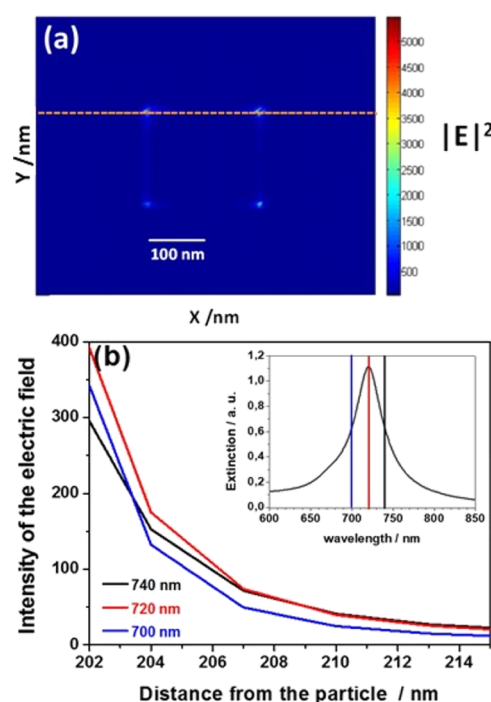 (a)
5000
4500
4000
3500
3000
2500
2000
1500
1000
500
|E|²
Y /nm
100 nm
X /nm
(b)
400
300
200
100
0
Intensity of the electric field
202 204 206 208 210 212 214
Distance from the particle / nm
740 nm
720 nm
700 nm
1,2
1,0
0,8
0,6
0,4
0,2
0,0
Extinction / a. u.
600 650 700 750 800 850
wavelength / nm